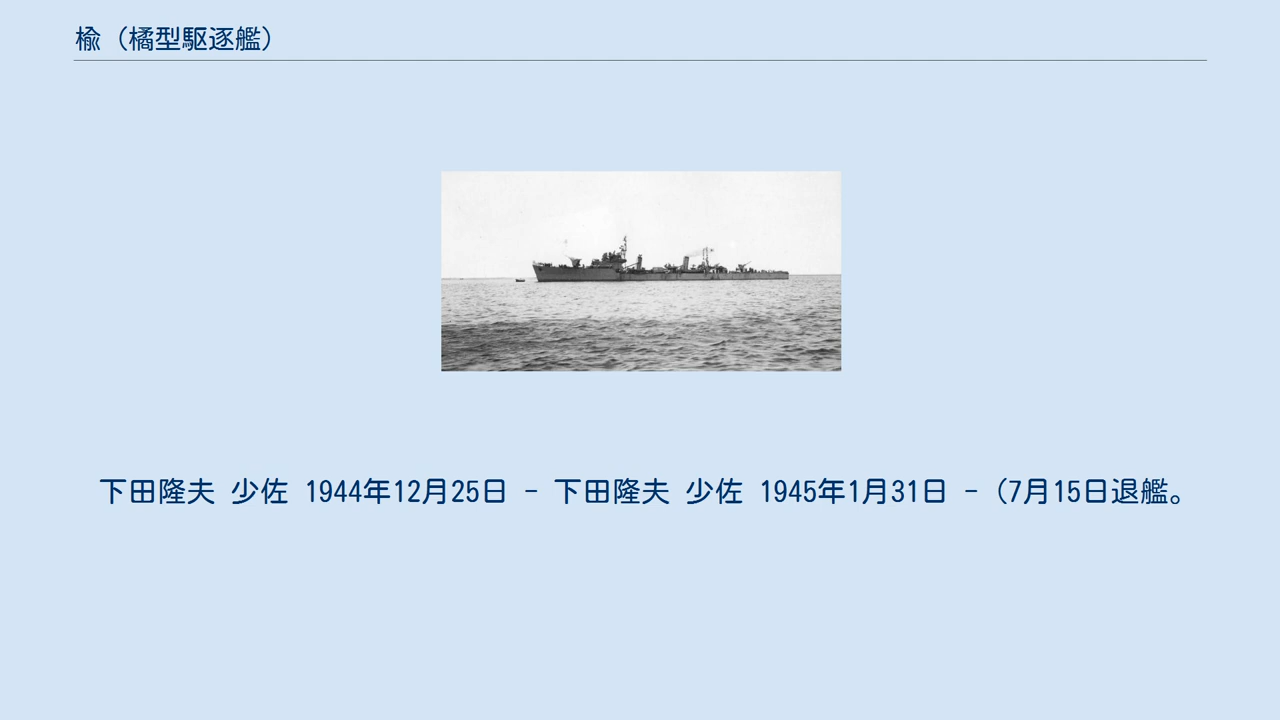 楡（橘型駆逐艦）
下田隆夫 少佐 1944年12月25日 - 下田隆夫 少佐 1945年1月31日 -（7月15日退艦。